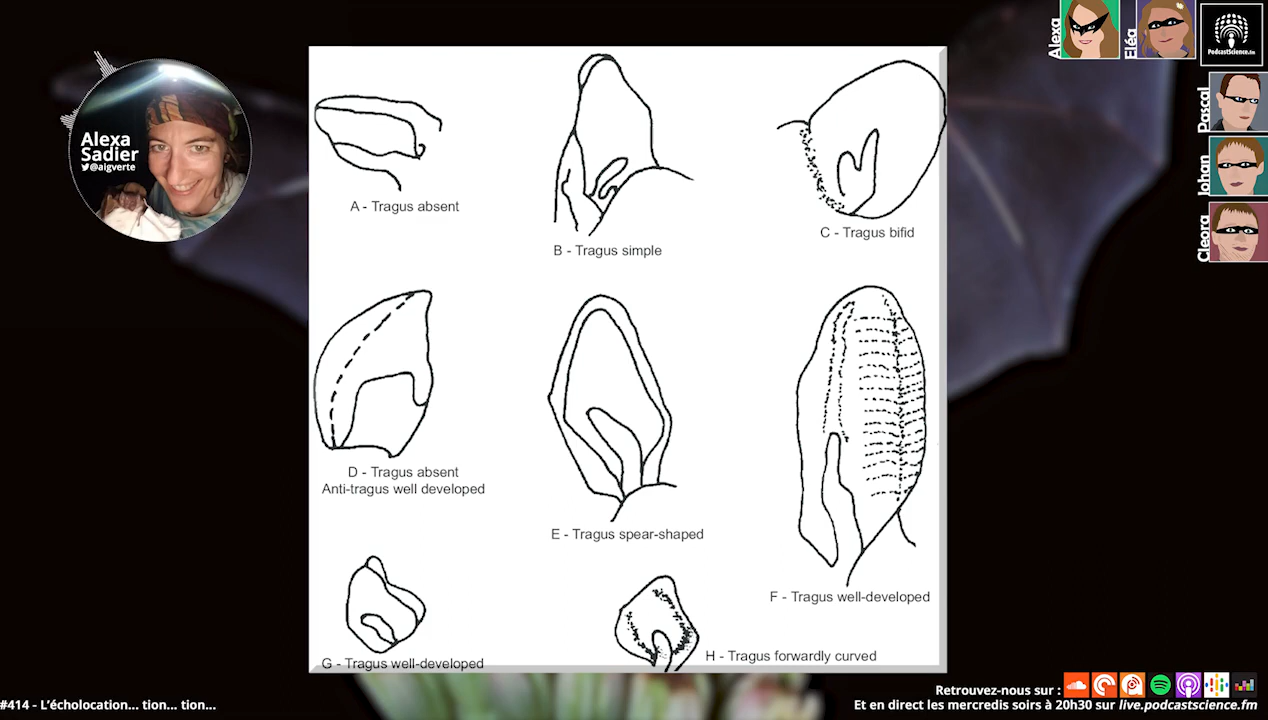 Alexa
Sadier
@aigverte
A - Tragus absent
B - Tragus simple
C - Tragus bifid
D - Tragus absent
Anti-tragus well developed
E - Tragus spear-shaped
F - Tragus well-developed
G - Tragus well-developed
H - Tragus forwardly curved
Alexa
Eléa
PodcastScience.fm
Pascal
Johan
Cleora
#414 - L'écholocation... tion... tion...
Retrouvez-nous sur :
Et en direct les mercredis soirs à 20h30 sur live.podcastscience.fm